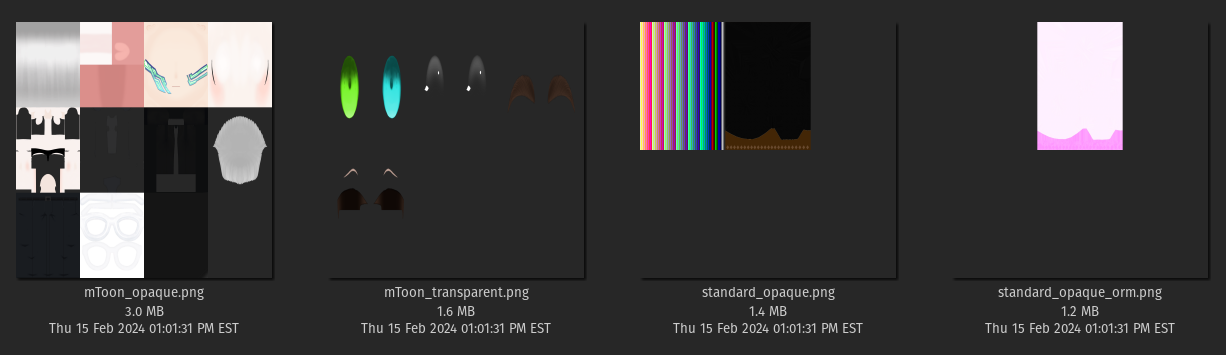 mToon_opaque.png
3.0 MB
Thu 15 Feb 2024 01:01:31 PM EST
mToon_transparent.png
1.6 MB
Thu 15 Feb 2024 01:01:31 PM EST
standard_opaque.png
1.4 MB
Thu 15 Feb 2024 01:01:31 PM EST
standard_opaque_orm.png
1.2 MB
Thu 15 Feb 2024 01:01:31 PM EST